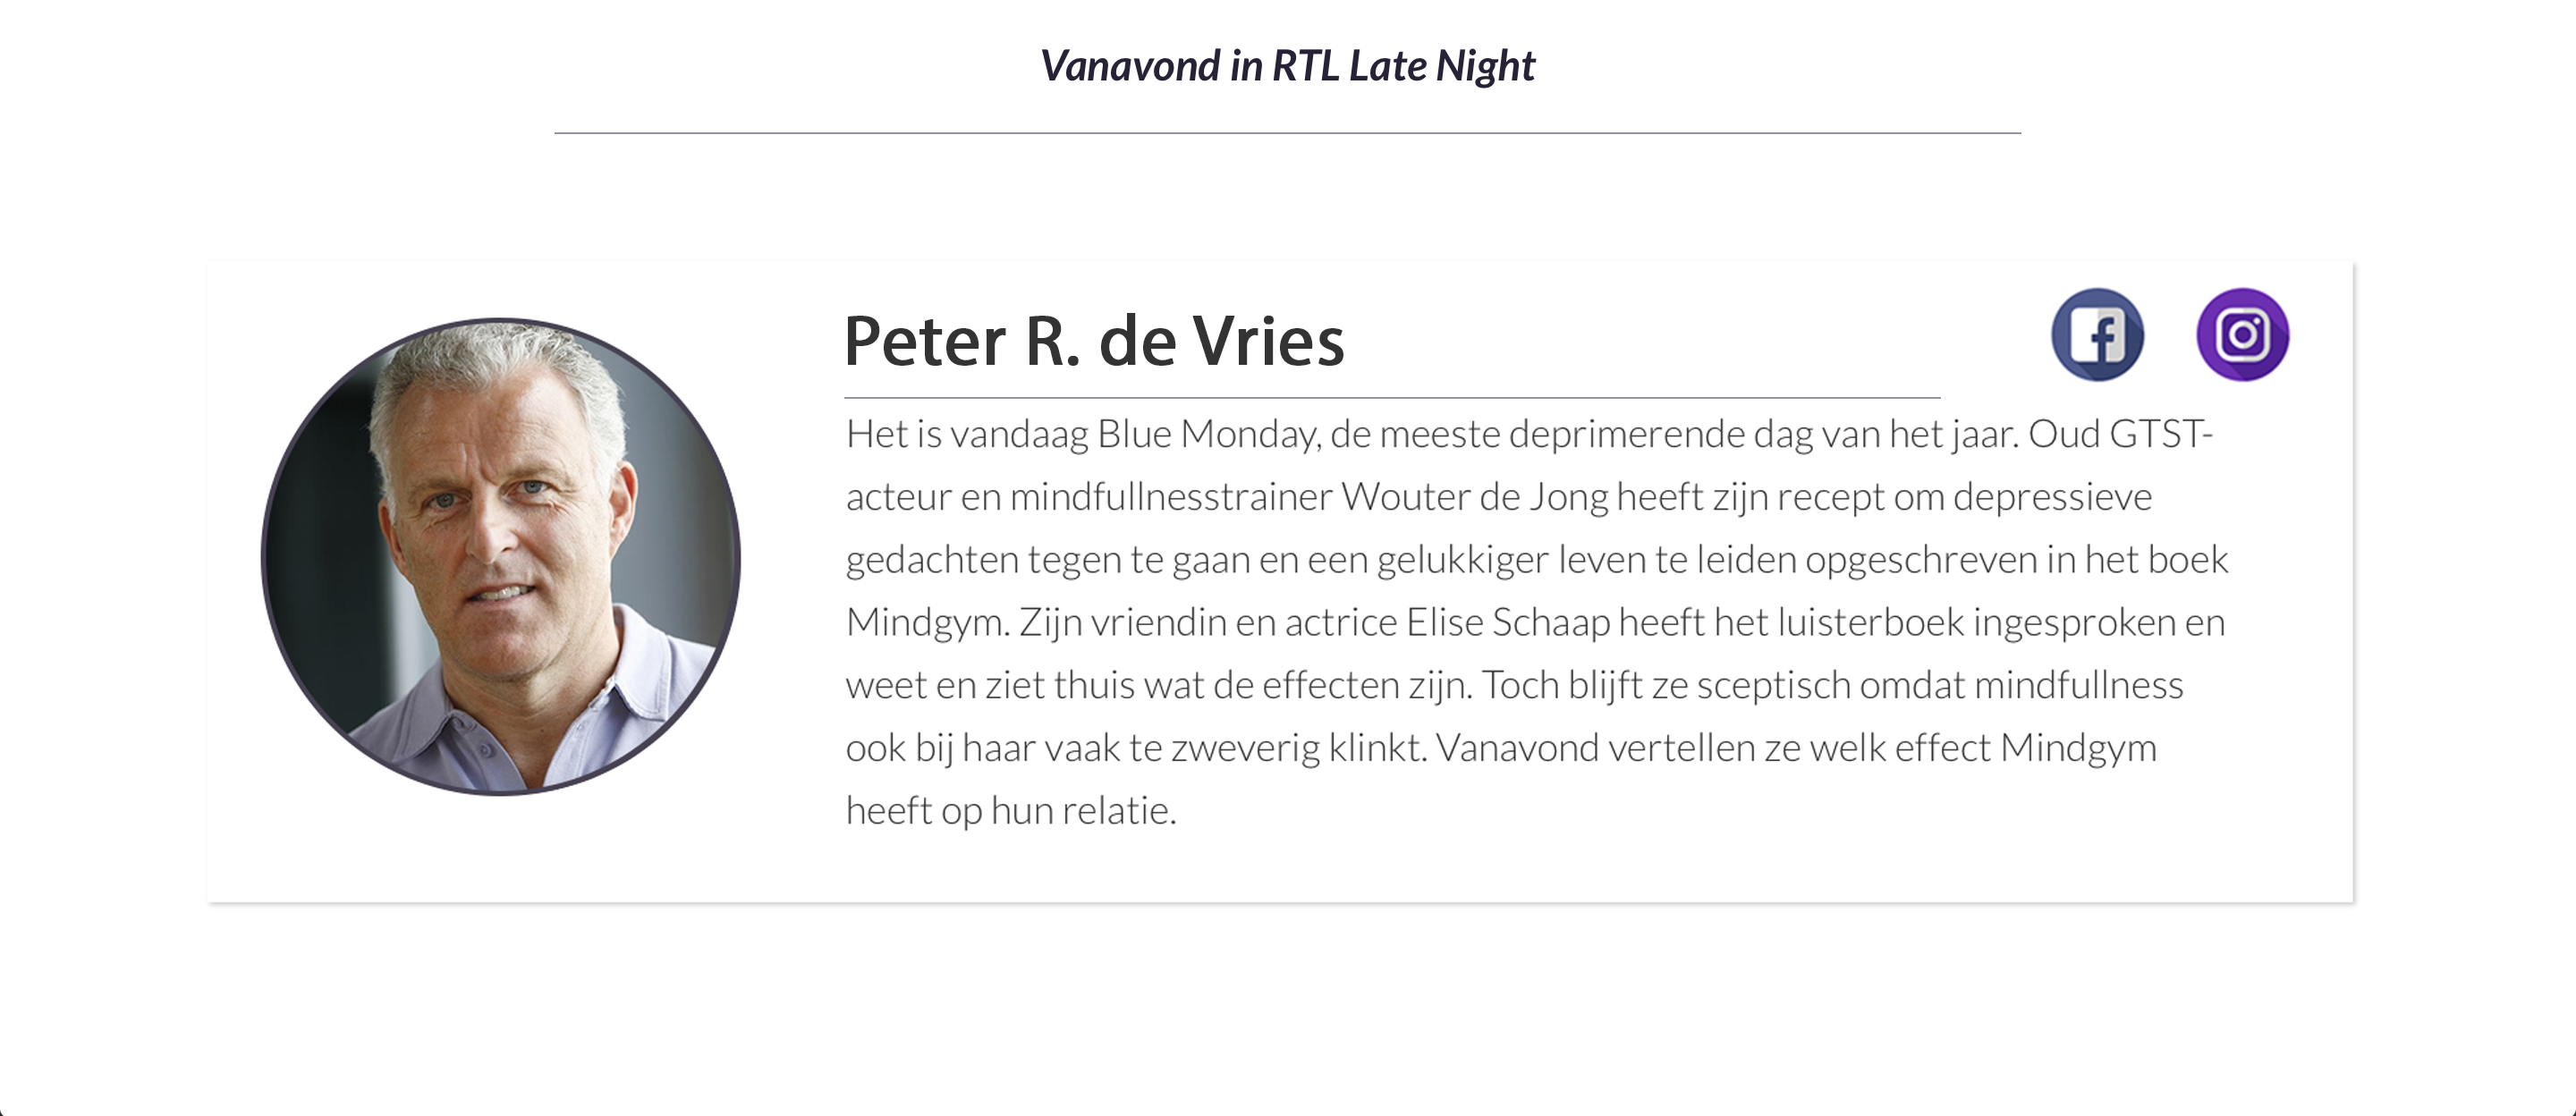 Vanavond in RTL Late Night
Peter R. de Vries
Het is vandaag Blue Monday, de meeste deprimerende dag van het jaar. Oud GTST-
acteur en mindfullnesstrainer Wouter de Jong heeft zijn recept om depressieve
gedachten tegen te gaan en een gelukkiger leven te leiden opgeschreven in het boek
Mindgym. Zijn vriendin en actrice Elise Schaap heeft het luisterboek ingesproken en
weet en ziet thuis wat de effecten zijn. Toch blijft ze sceptisch omdat mindfullness
ook bij haar vaak te zweverig klinkt. Vanavond vertellen ze welk effect Mindgym
heeft op hun relatie.